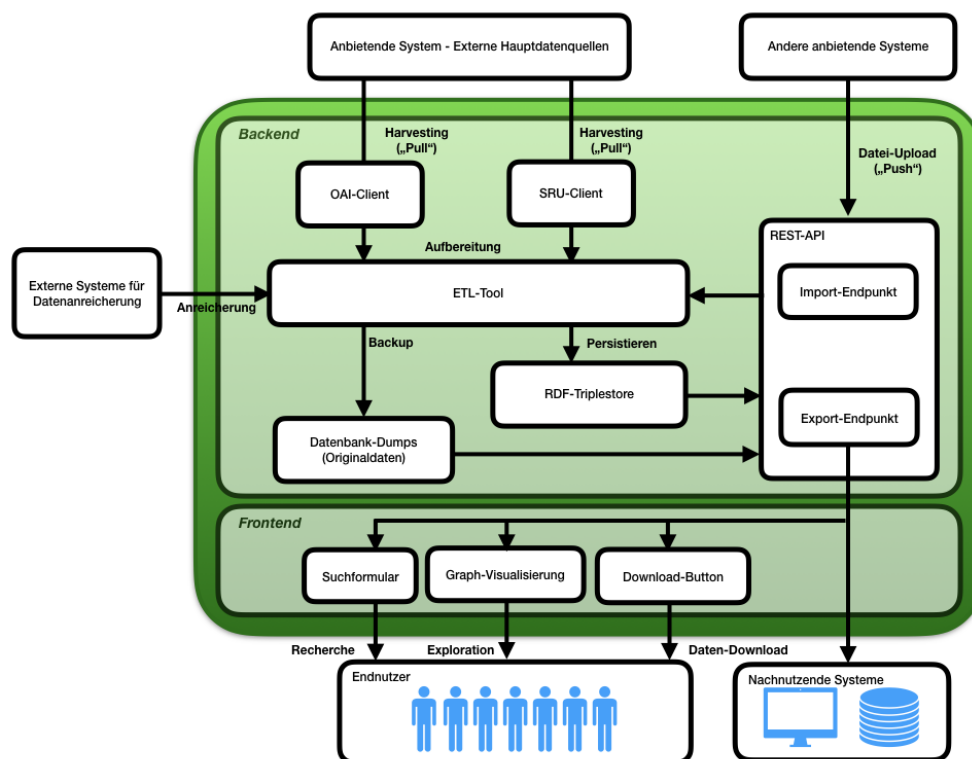 Anbietende System - Externe Hauptdatenquellen
Andere anbietende Systeme
Backend
Harvesting
(„Pull“)
Harvesting
(„Pull“)
Datei-Upload
(„Push“)
OAI-Client
SRU-Client
REST-API
Aufbereitung
Externe Systeme für
Datenanreicherung
Anreicherung
ETL-Tool
Import-Endpunkt
Backup
Persistieren
RDF-Triplestore
Export-Endpunkt
Datenbank-Dumps
(Originaldaten)
Frontend
Suchformular
Graph-Visualisierung
Download-Button
Recherche
Exploration
Daten-Download
Endnutzer
Nachnutzende Systeme